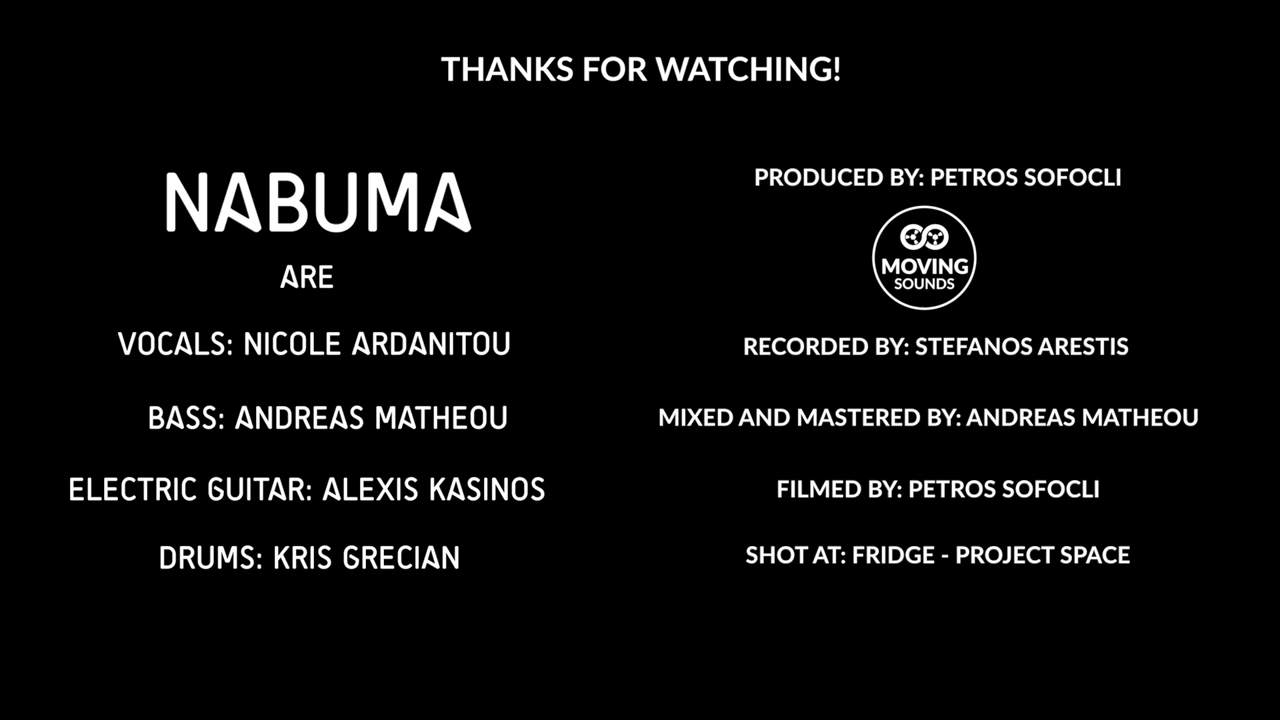 THANKS FOR WATCHING!
NABUMA
ARE
VOCALS: NICOLE ARDANITOU
BASS: ANDREAS MATHEOU
ELECTRIC GUITAR: ALEXIS KASINOS
DRUMS: KRIS GRECIAN
PRODUCED BY: PETROS SOFOCLI
MOVING
SOUNDS
RECORDED BY: STEFANOS ARESTIS
MIXED AND MASTERED BY: ANDREAS MATHEOU
FILMED BY: PETROS SOFOCLI
SHOT AT: FRIDGE - PROJECT SPACE